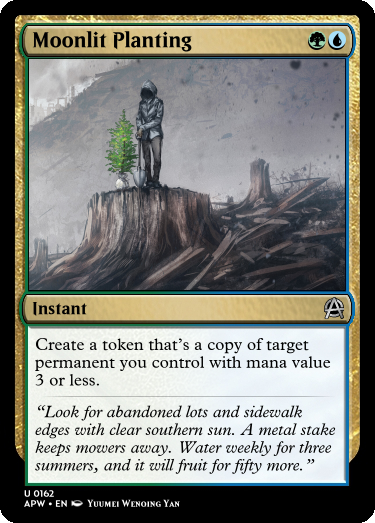 Moonlit Planting
Instant
Create a token that's a copy of target
permanent you control with mana value
3 or less.
“Look for abandoned lots and sidewalk
edges with clear southern sun. A metal stake
keeps mowers away. Water weekly for three
summers, and it will fruit for fifty more.”
U 0162
APW • EN Yuumei Wenqing Yan